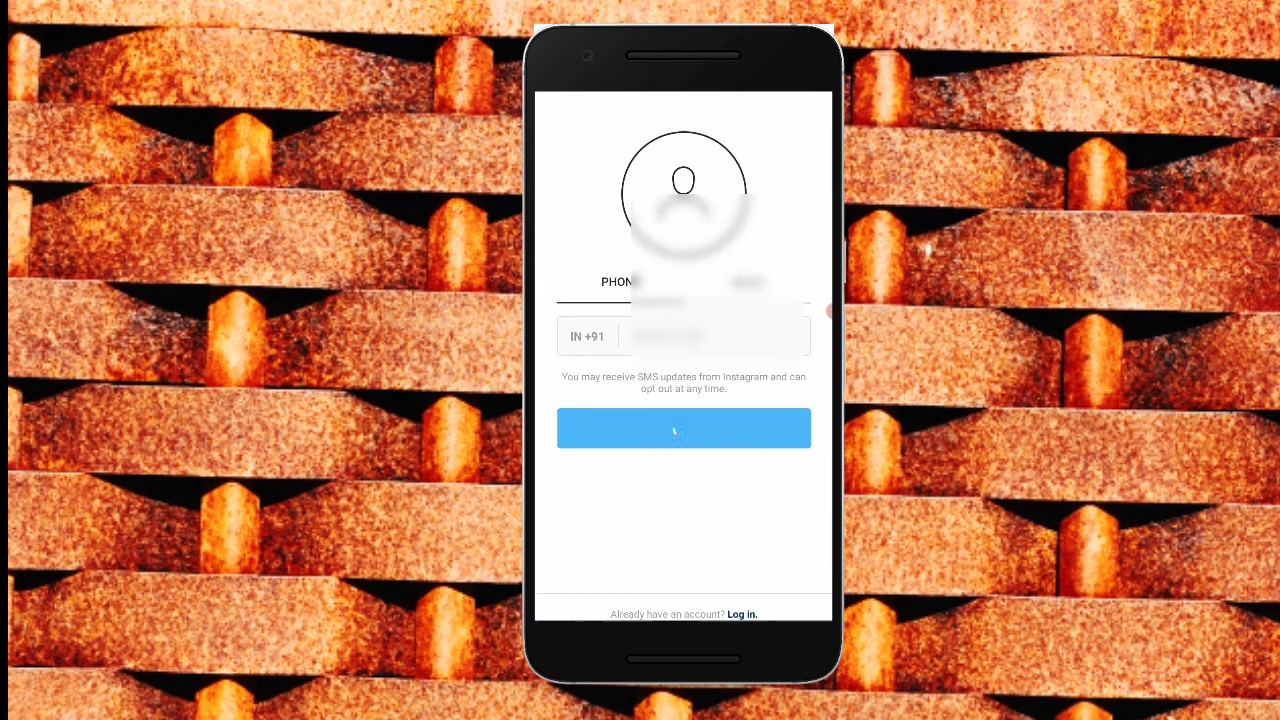 PHON
IN +91
You may receive SMS updates from Instagram and can
opt out at any time.
Already have an account? Log in.